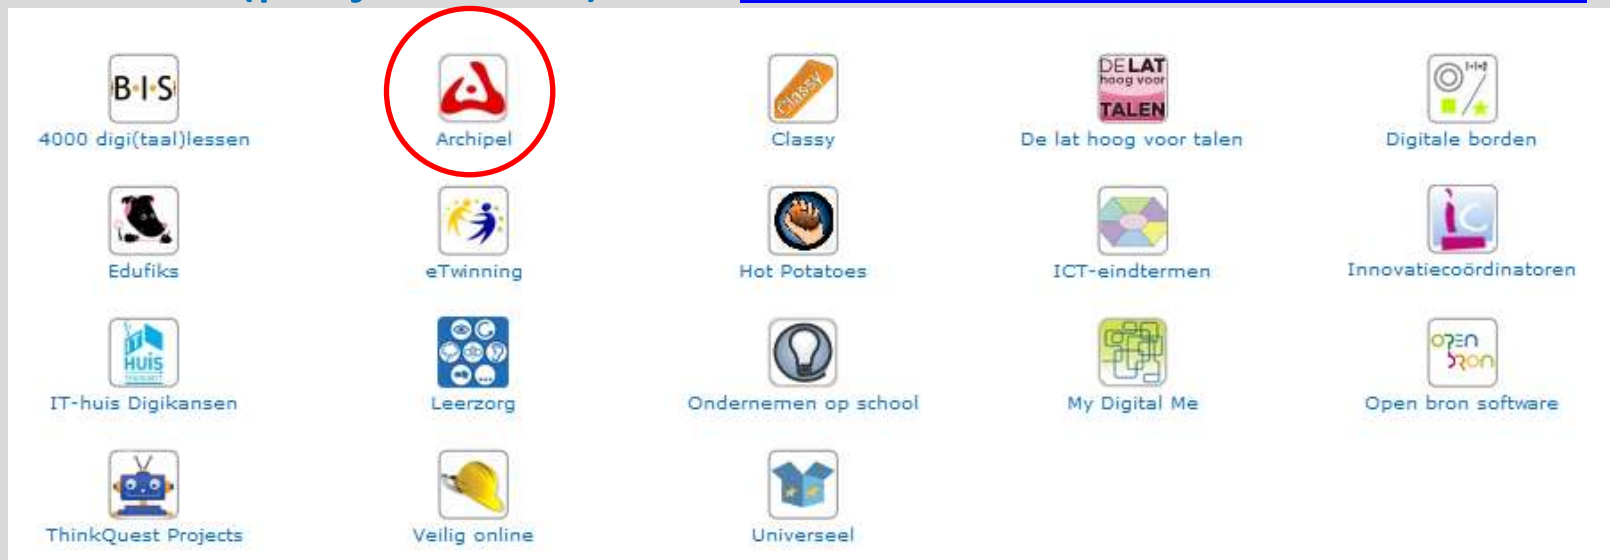 B·I·S
4000 digi(taal)lessen
Archipel
Classy
Classy
DE LAT
hoog voor
TALEN
De lat hoog voor talen
Digitale borden
Edufiks
eTwinning
Hot Potatoes
ICT-eindtermen
ic
Innovatiecoördinatoren
IT
HUiS
IT-huis Digikansen
...
Leerzorg
Ondernemen op school
My Digital Me
open
bron
Open bron software
ThinkQuest Projects
Veilig online
Universeel